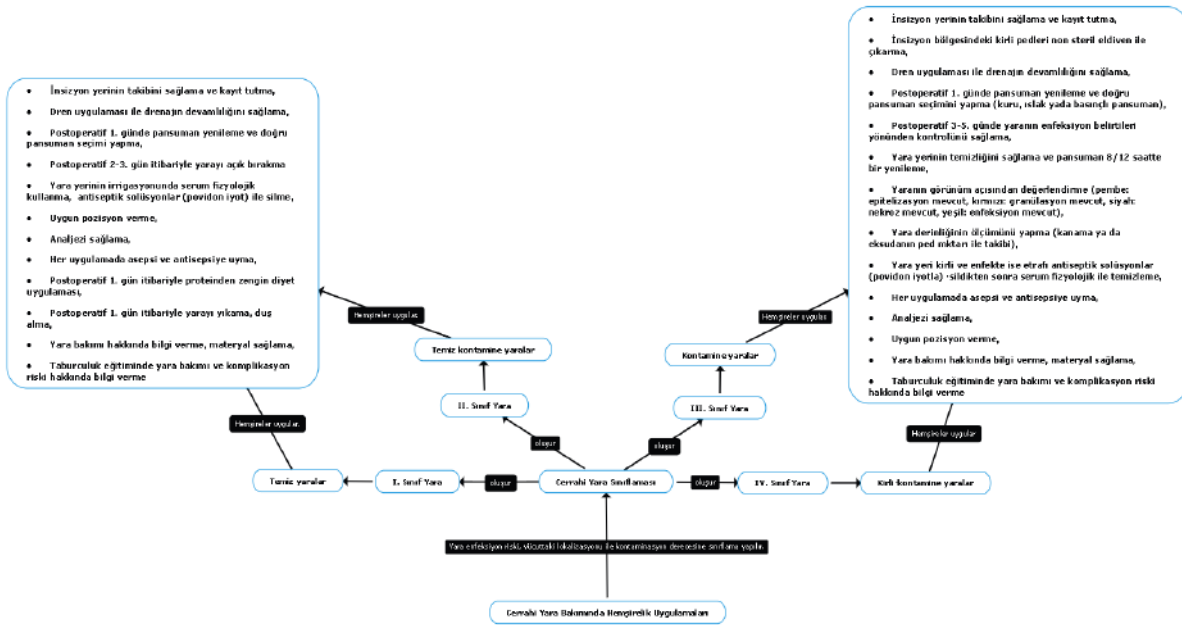 • İnsizyon yerinin takibini sağlama ve kayıt tutma,
• Dren uygulaması ile drenajın devamlılığını sağlama,
• Postoperatif 1. günde pansuman yenileme ve doğru
pansuman seçimi yapma,
• Postoperatif 2-3. gün itibariyle yarayı açık bırakma
• Yara yerinin irrigasyonunda serum fizyolojik
kullanma, antiseptik solüsyonlar (povidon iyot) ile silme,
• Uygun pozisyon verme,
• Analjezi sağlama,
• Her uygulamada asepsi ve antisepsiye uyma,
• Postoperatif 1. gün itibariyle proteinden zengin diyet
uygulaması,
• Postoperatif 1. gün itibariyle yarayı yıkama, duş
alma,
• Yara bakımı hakkında bilgi verme, materyal sağlama,
• Taburculuk eğitiminde yara bakımı ve komplikasyon
riski hakkında bilgi verme
• İnsizyon yerinin takibini sağlama ve kayıt tutma,
• İnsizyon bölgesindeki kirli pedleri non steril eldiven ile
çıkarma,
• Dren uygulaması ile drenajın devamlılığını sağlama,
• Postoperatif 1. günde pansuman yenileme ve doğru
pansuman seçimini yapma (kuru, ıslak yada basınçlı pansuman),
• Postoperatif 3-5. günde yaranın enfeksiyon belirtileri
yönünden kontrolünü sağlama,
• Yara yerinin temizliğini sağlama ve pansuman 8/12 saatte
bir yenileme,
• Yaranın görünüm açısından değerlendirme (pembe:
epitelizasyon mevcut, kırmızı: granülasyon mevcut, siyah:
nekroz mevcut, yeşil: enfeksiyon mevcut),
• Yara derinliğinin ölçümünü yapma (kanama ya da
eksudanın ped mktarı ile takibi),
• Yara yeri kirli ve enfekte ise etrafı antiseptik solüsyonlar
(povidon iyotla) -sildikten sonra serum fizyolojik ile temizleme,
• Her uygulamada asepsi ve antisepsiye uyma,
• Analjezi sağlama,
• Uygun pozisyon verme,
• Yara bakımı hakkında bilgi verme, materyal sağlama,
• Taburculuk eğitiminde yara bakımı ve komplikasyon riski
hakkında bilgi verme
Hemşireler uygular.
Hemşireler uygular.
Temiz kontamine yaralar
Kontamine yaralar
II. Sınıf Yara
III. Sınıf Yara
Hemşireler uygular.
Hemşireler uygular
oluşur
oluşur
Temiz yaralar
I. Sınıf Yara
oluşur
Cerrahi Yara Sınıflaması
oluşur
IV. Sınıf Yara
Kirli-kontamine yaralar
Yara enfeksiyon riski, vücuttaki lokalizasyonu ile kontaminasyon derecesine sınıflama yapılır.
Cerrahi Yara Bakımında Hemşirelik Uygulamaları